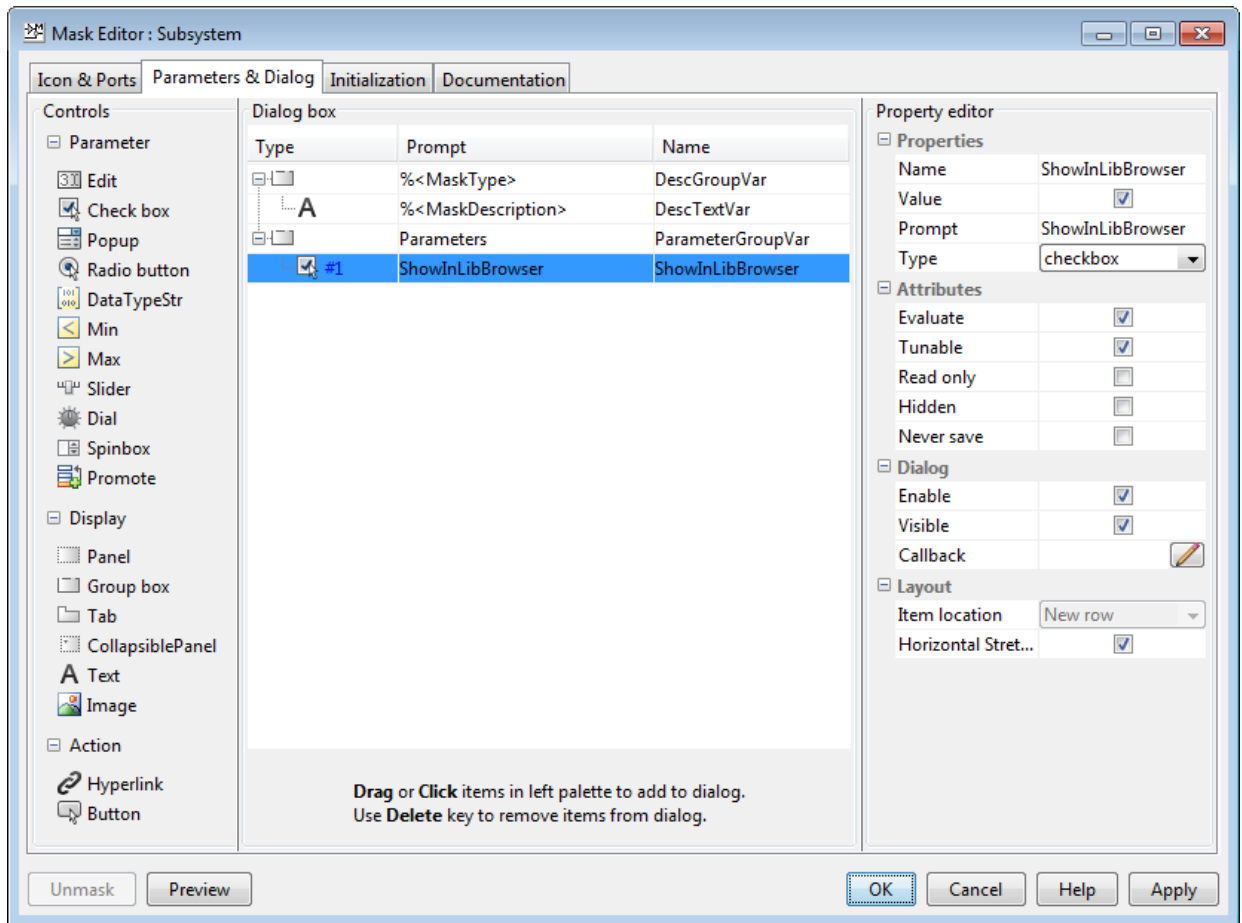 Mask Editor : Subsystem
Icon & Ports Parameters & Dialog Initialization Documentation
Controls
Parameter
Edit
Check box
Popup
Radio button
DataTypeStr
Min
Max
Slider
Dial
Spinbox
Promote
Display
Panel
Group box
Tab
CollapsiblePanel
A Text
Image
Action
Hyperlink
Button
Dialog box
Type Prompt Name
%<MaskType> DescGroupVar
A %<MaskDescription> DescTextVar
Parameters ParameterGroupVar
#1 ShowInLibBrowser ShowInLibBrowser
Drag or Click items in left palette to add to dialog.
Use Delete key to remove items from dialog.
Property editor
Properties
Name ShowInLibBrowser
Value
Prompt ShowInLibBrowser
Type checkbox
Attributes
Evaluate
Tunable
Read only
Hidden
Never save
Dialog
Enable
Visible
Callback
Layout
Item location New row
Horizontal Stret...
Unmask Preview OK Cancel Help Apply